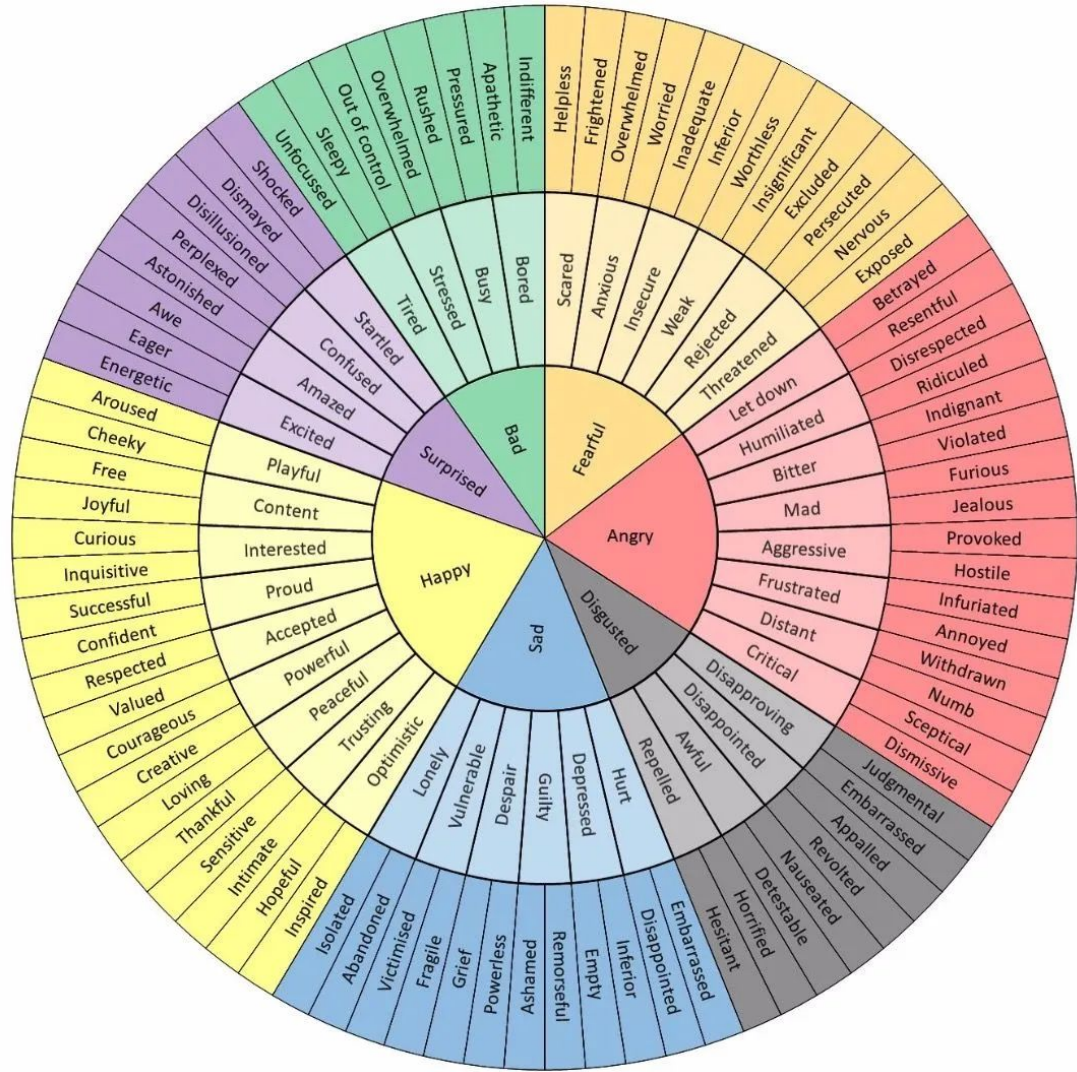 Fearful
Angry
Disgusted
Sad
Happy
Surprised
Bad
Scared
Anxious
Insecure
Weak
Rejected
Threatened
Let down
Humiliated
Bitter
Mad
Aggressive
Frustrated
Distant
Critical
Disapproving
Disappointed
Awful
Repelled
Hurt
Depressed
Guilty
Despair
Vulnerable
Lonely
Optimistic
Trusting
Peaceful
Powerful
Accepted
Proud
Interested
Content
Playful
Excited
Amazed
Confused
Startled
Tired
Stressed
Busy
Bored
Helpless
Frightened
Overwhelmed
Worried
Inadequate
Inferior
Worthless
Insignificant
Excluded
Persecuted
Nervous
Exposed
Betrayed
Resentful
Disrespected
Ridiculed
Indignant
Violated
Furious
Jealous
Provoked
Hostile
Infuriated
Annoyed
Withdrawn
Numb
Sceptical
Dismissive
Judgmental
Embarrassed
Appalled
Revolted
Nauseated
Detestable
Horrified
Hesitant
Embarrassed
Disappointed
Inferior
Empty
Remorseful
Ashamed
Powerless
Grief
Fragile
Victimised
Abandoned
Isolated
Inspired
Hopeful
Intimate
Sensitive
Thankful
Loving
Creative
Courageous
Valued
Respected
Confident
Successful
Inquisitive
Curious
Joyful
Free
Cheeky
Aroused
Energetic
Eager
Awe
Astonished
Perplexed
Disillusioned
Dismayed
Shocked
Unfocussed
Sleepy
Out of control
Overwhelmed
Rushed
Pressured
Apathetic
Indifferent